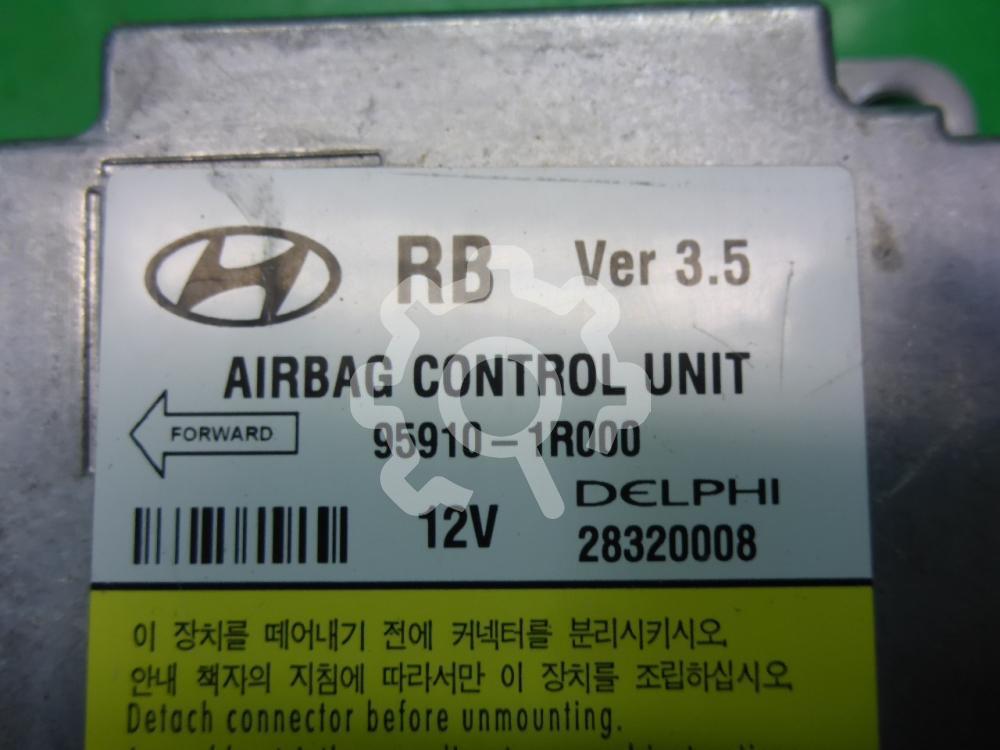 RB Ver 3.5
AIRBAG CONTROL UNIT
FORWARD 95910-1R000
12V DELPHI
28320008
이 장치를 떼어내기 전에 커넥터를 분리시키시오.
안내 책자의 지침에 따라서만 이 장치를 조립하십시오.
Detach connector before unmounting.